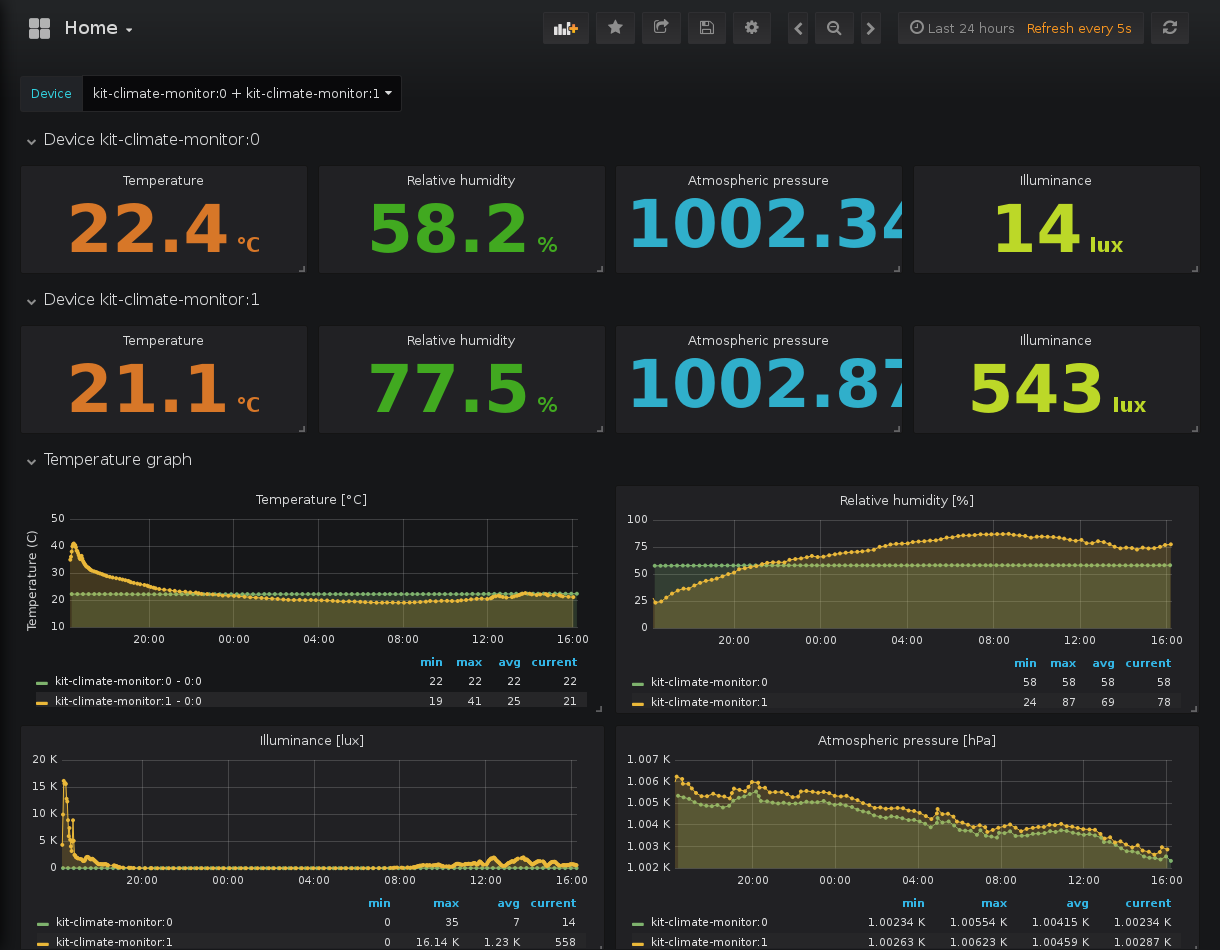 Home
Last 24 hours Refresh every 5s
Device kit-climate-monitor:0 + kit-climate-monitor:1
Device kit-climate-monitor:0
Temperature Relative humidity Atmospheric pressure Illuminance
22.4 °C 58.2 % 1002.34 14 lux
Device kit-climate-monitor:1
Temperature Relative humidity Atmospheric pressure Illuminance
21.1 °C 77.5 % 1002.87 543 lux
Temperature graph
Temperature [°C]
Temperature (C)
50
40
30
20
10
20:00 00:00 04:00 08:00 12:00 16:00
min max avg current
kit-climate-monitor:0 - 0:0 22 22 22 22
kit-climate-monitor:1 - 0:0 19 41 25 21
Relative humidity [%]
100
75
50
25
0
20:00 00:00 04:00 08:00 12:00 16:00
min max avg current
kit-climate-monitor:0 58 58 58 58
kit-climate-monitor:1 24 87 69 78
Illuminance [lux]
20 K
15 K
10 K
5 K
0
20:00 00:00 04:00 08:00 12:00 16:00
min max avg current
kit-climate-monitor:0 0 35 7 14
kit-climate-monitor:1 0 16.14 K 1.23 K 558
Atmospheric pressure [hPa]
1.007 K
1.006 K
1.005 K
1.004 K
1.003 K
1.002 K
20:00 00:00 04:00 08:00 12:00 16:00
min max avg current
kit-climate-monitor:0 1.00234 K 1.00554 K 1.00415 K 1.00234 K
kit-climate-monitor:1 1.00263 K 1.00623 K 1.00459 K 1.00287 K